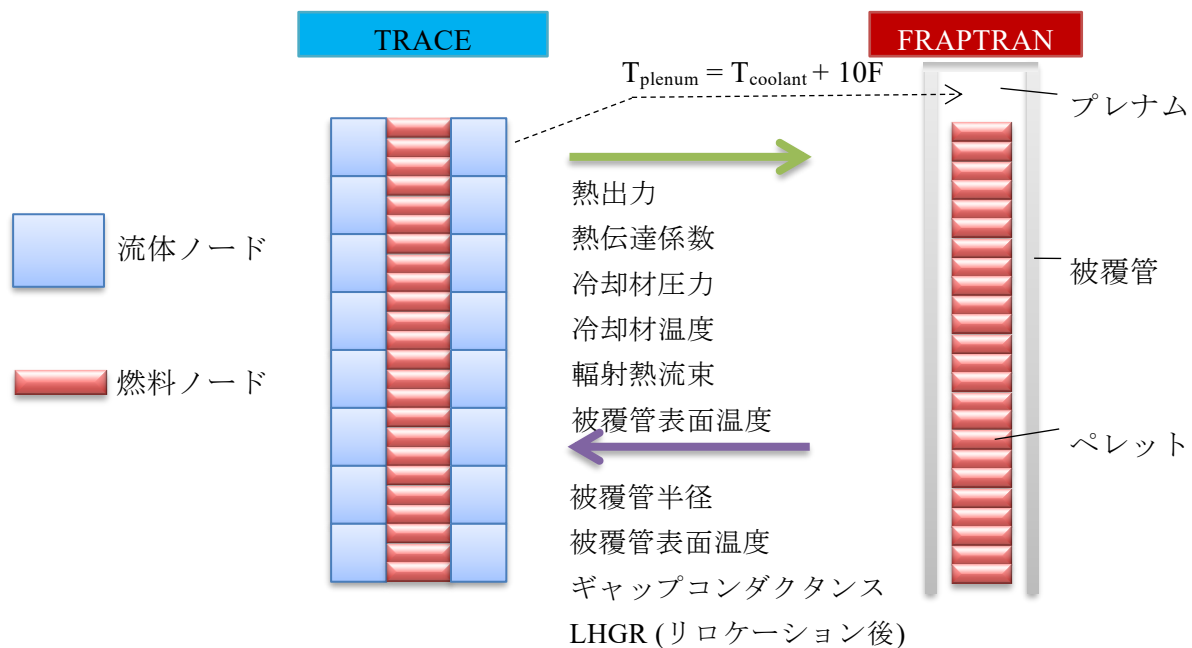 TRACE
FRAPTRAN
T_plenum = T_coolant + 10F
プレナム
熱出力
熱伝達係数
冷却材圧力
冷却材温度
輻射熱流束
被覆管表面温度
流体ノード
燃料ノード
被覆管
ペレット
被覆管半径
被覆管表面温度
ギャップコンダクタンス
LHGR (リロケーション後)